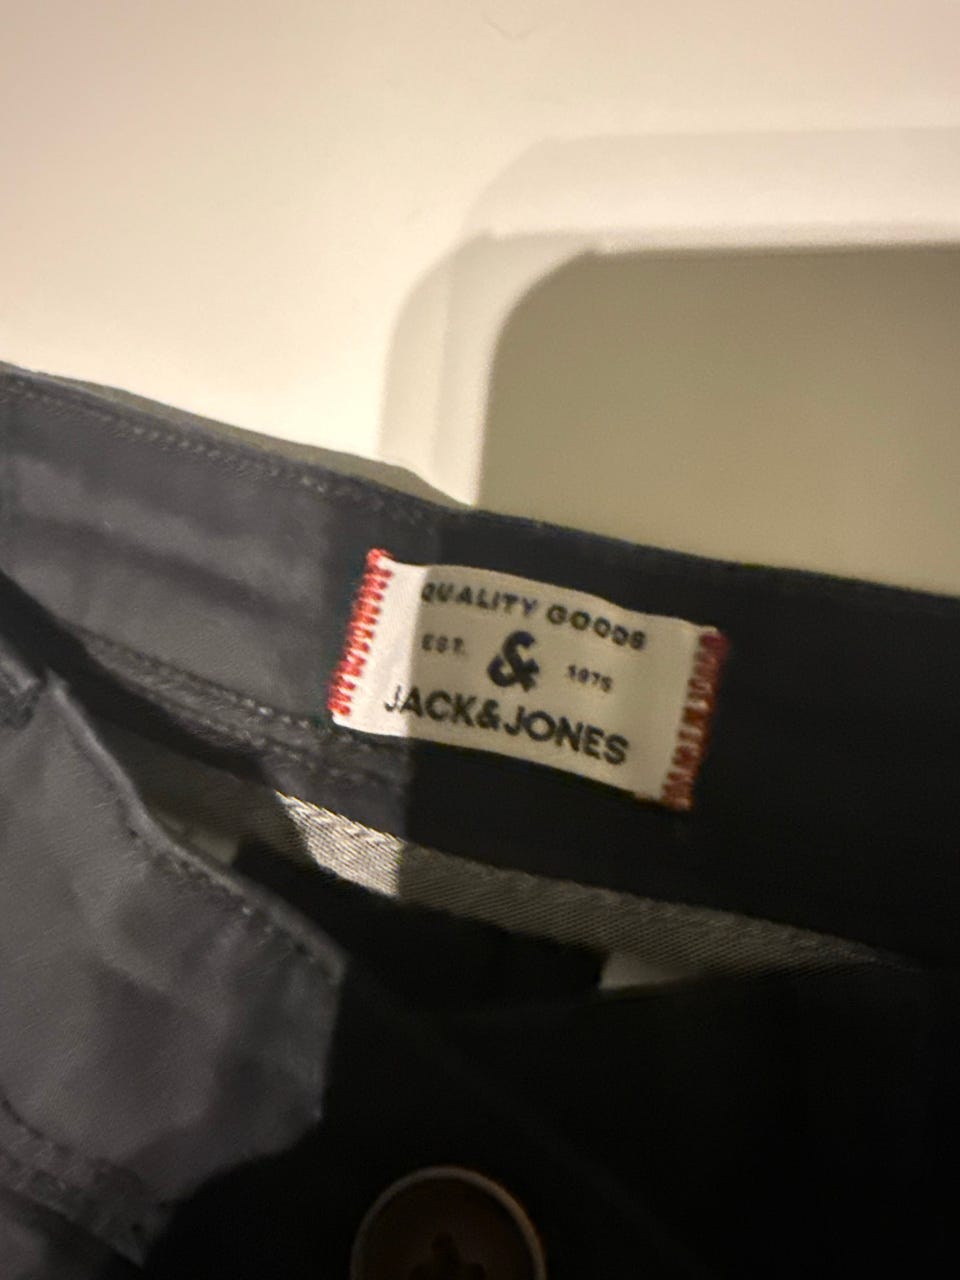 QUALITY GOODS
EST. & 1975
JACK&JONES